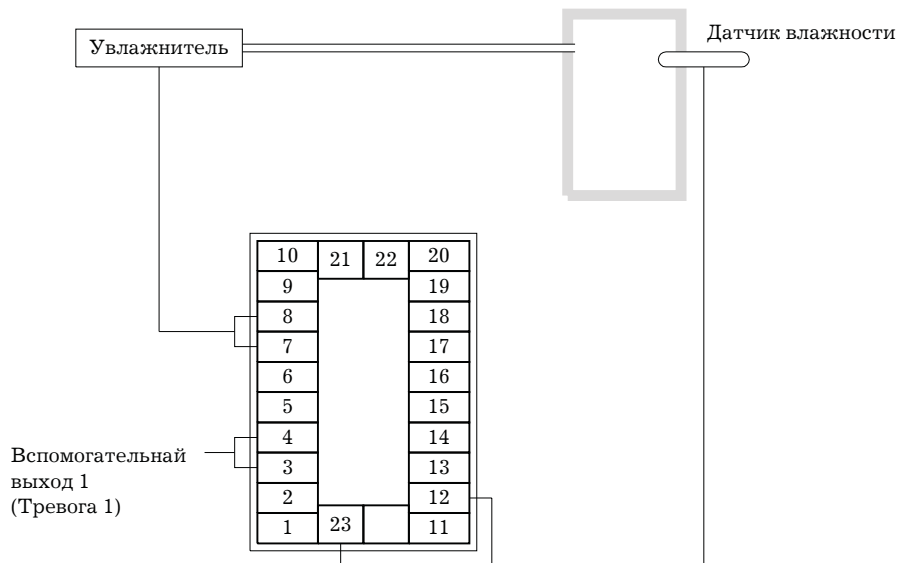 Увлажнитель
Датчик влажности
10 21 22 20
9 19
8 18
7 17
6 16
5 15
4 14
3 13
2 12
1 23 11
Вспомогательнай
выход 1
(Тревога 1)